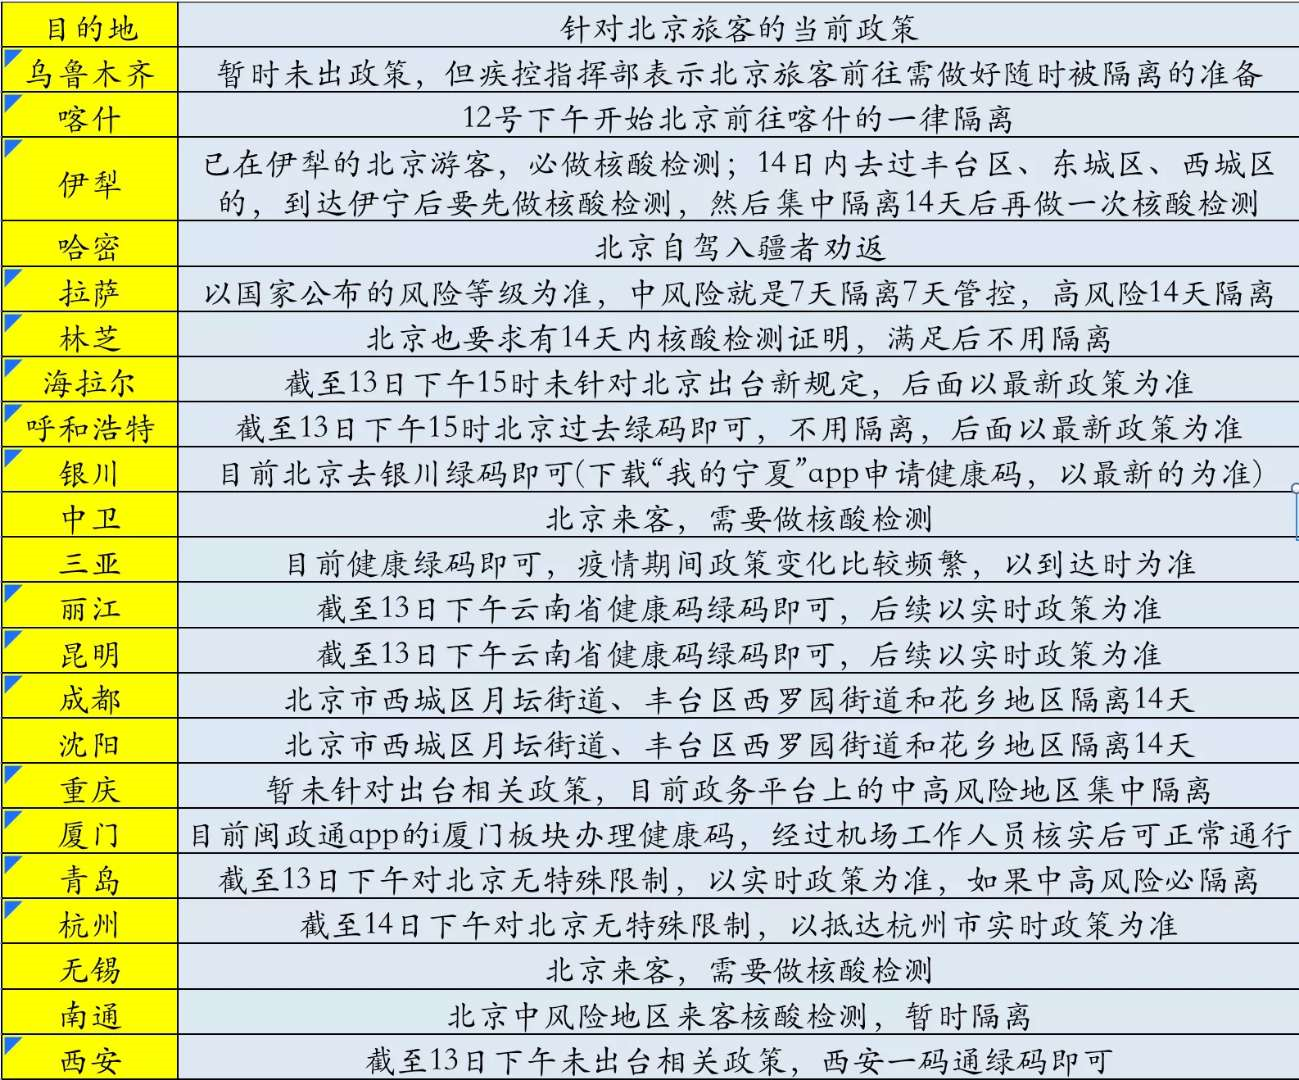 目的地 针对北京旅客的当前政策
乌鲁木齐 暂时未出政策，但疾控指挥部表示北京旅客前往需做好随时被隔离的准备
喀什 12号下午开始北京前往喀什的一律隔离
伊犁 已在伊犁的北京游客，必做核酸检测；14日内去过丰台区、东城区、西城区
的，到达伊宁后要先做核酸检测，然后集中隔离14天后再做一次核酸检测
哈密 北京自驾入疆者劝返
拉萨 以国家公布的风险等级为准，中风险就是7天隔离7天管控，高风险14天隔离
林芝 北京也要求有14天内核酸检测证明，满足后不用隔离
海拉尔 截至13日下午15时未针对北京出台新规定，后面以最新政策为准
呼和浩特 截至13日下午15时北京过去绿码即可，不用隔离，后面以最新政策为准
银川 目前北京去银川绿码即可(下载“我的宁夏”app申请健康码，以最新的为准)
中卫 北京来客，需要做核酸检测
三亚 目前健康绿码即可，疫情期间政策变化比较频繁，以到达时为准
丽江 截至13日下午云南省健康码绿码即可，后续以实时政策为准
昆明 截至13日下午云南省健康码绿码即可，后续以实时政策为准
成都 北京市西城区月坛街道、丰台区西罗园街道和花乡地区隔离14天
沈阳 北京市西城区月坛街道、丰台区西罗园街道和花乡地区隔离14天
重庆 暂未针对出台相关政策，目前政务平台上的中高风险地区集中隔离
厦门 目前闽政通app的i厦门板块办理健康码，经过机场工作人员核实后可正常通行
青岛 截至13日下午对北京无特殊限制，以实时政策为准，如果中高风险必隔离
杭州 截至14日下午对北京无特殊限制，以抵达杭州市实时政策为准
无锡 北京来客，需要做核酸检测
南通 北京中风险地区来客核酸检测，暂时隔离
西安 截至13日下午未出台相关政策，西安一码通绿码即可